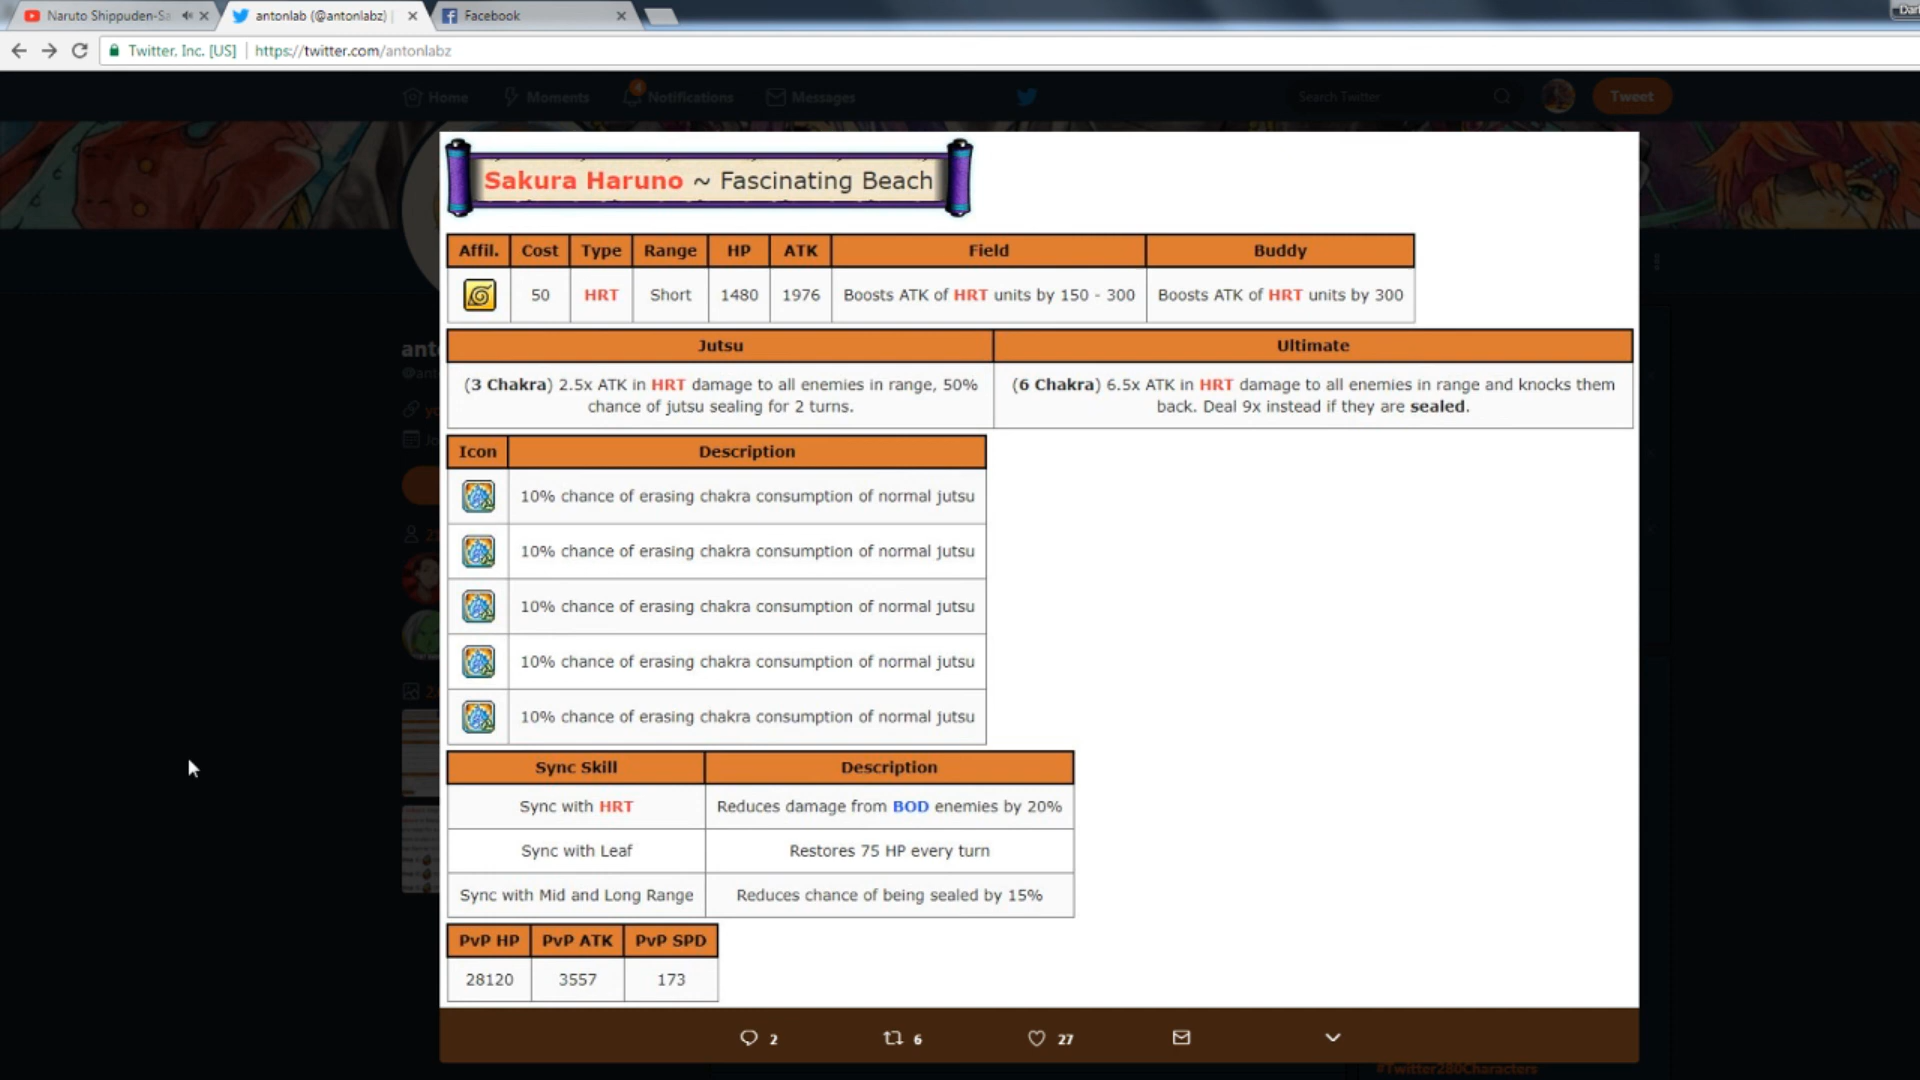 Naruto Shippuden-Sa
antonlab (@antonlabz) |
Facebook
Twitter, Inc. [US] | https://twitter.com/antonlabz
Home Moments 4 Notifications Messages Search Twitter Tweet
Sakura Haruno ~ Fascinating Beach
Affil. Cost Type Range HP ATK Field Buddy
50 HRT Short 1480 1976 Boosts ATK of HRT units by 150 - 300 Boosts ATK of HRT units by 300
Jutsu Ultimate
(3 Chakra) 2.5x ATK in HRT damage to all enemies in range, 50%
chance of jutsu sealing for 2 turns.
(6 Chakra) 6.5x ATK in HRT damage to all enemies in range and knocks them
back. Deal 9x instead if they are sealed.
Icon Description
10% chance of erasing chakra consumption of normal jutsu
10% chance of erasing chakra consumption of normal jutsu
10% chance of erasing chakra consumption of normal jutsu
10% chance of erasing chakra consumption of normal jutsu
10% chance of erasing chakra consumption of normal jutsu
Sync Skill Description
Sync with HRT Reduces damage from BOD enemies by 20%
Sync with Leaf Restores 75 HP every turn
Sync with Mid and Long Range Reduces chance of being sealed by 15%
PvP HP PvP ATK PvP SPD
28120 3557 173
2 6 27
#Twitter280Characters